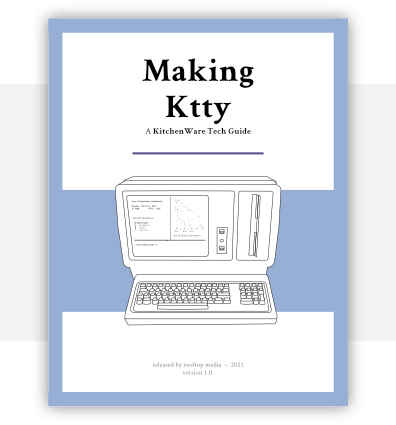 Making
Ktty
A KitchenWare Tech Guide
released by rooftop media – 2021
version 1.0